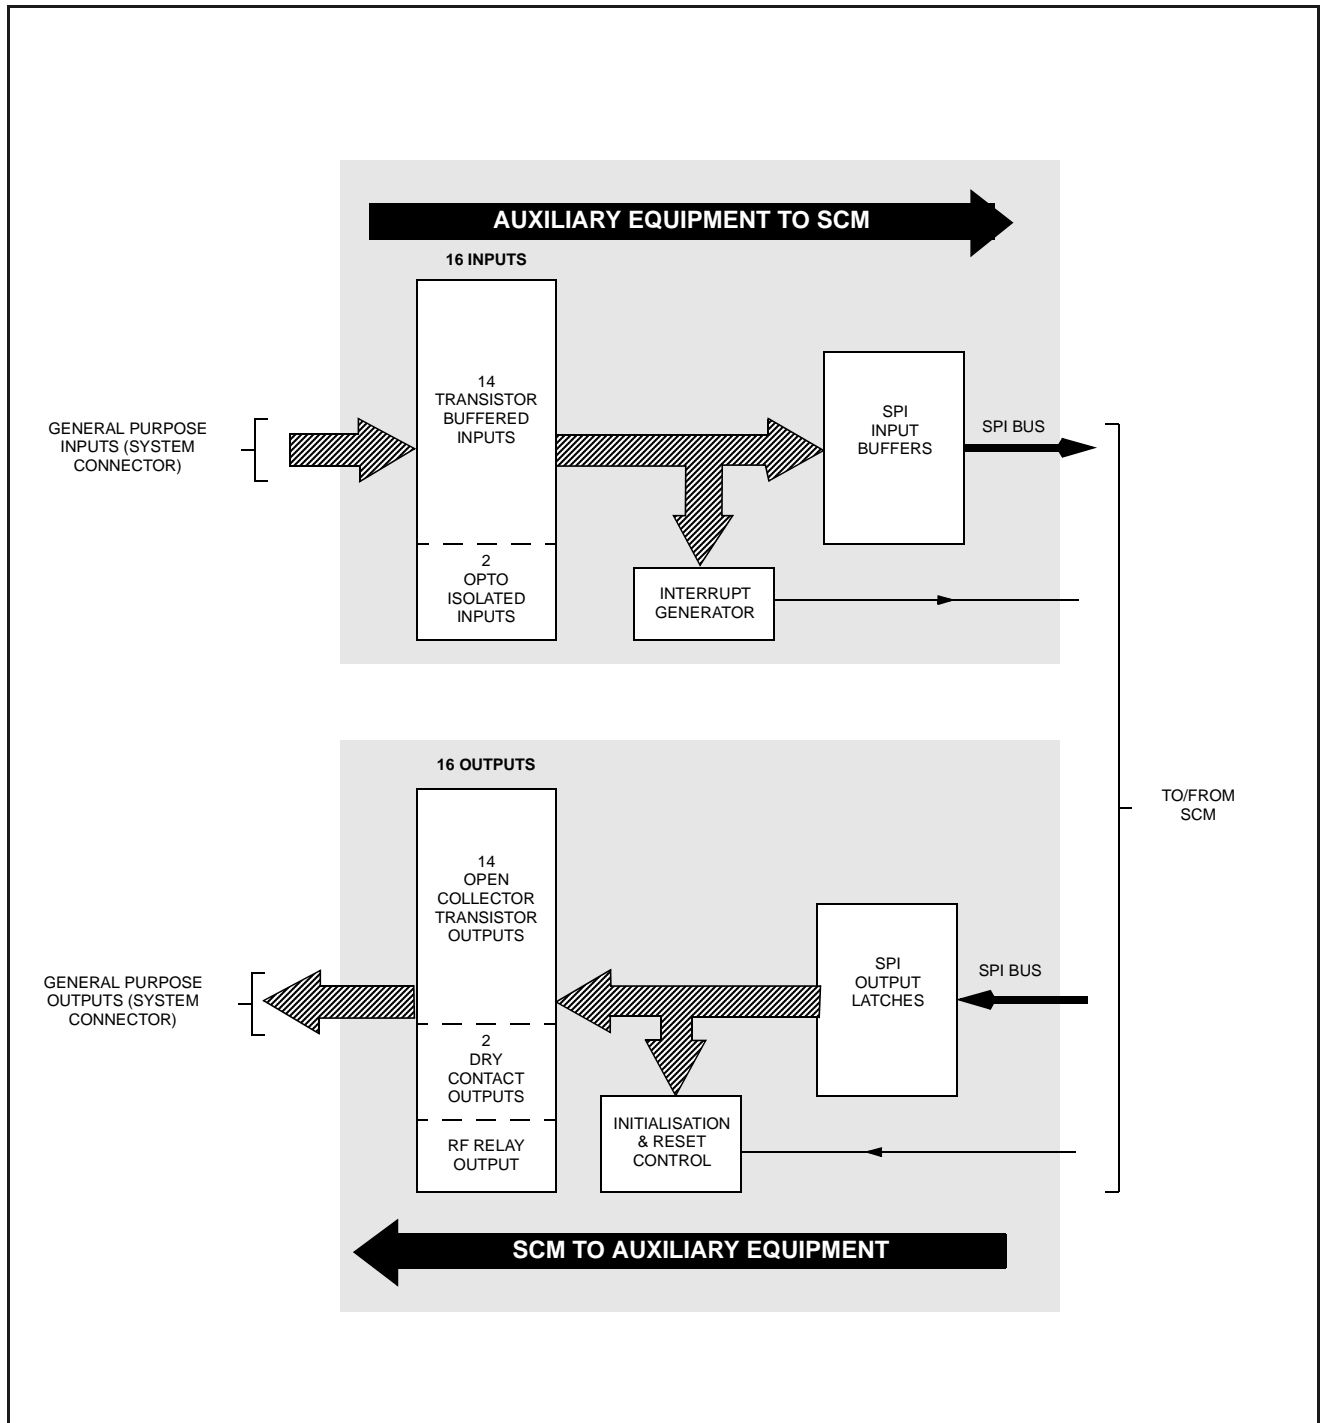 AUXILIARY EQUIPMENT TO SCM
16 INPUTS
14
TRANSISTOR
BUFFERED
INPUTS
2
OPTO
ISOLATED
INPUTS
GENERAL PURPOSE
INPUTS (SYSTEM
CONNECTOR)
SPI
INPUT
BUFFERS
SPI BUS
INTERRUPT
GENERATOR
TO/FROM
SCM
16 OUTPUTS
14
OPEN
COLLECTOR
TRANSISTOR
OUTPUTS
2
DRY
CONTACT
OUTPUTS
RF RELAY
OUTPUT
GENERAL PURPOSE
OUTPUTS (SYSTEM
CONNECTOR)
SPI
OUTPUT
LATCHES
SPI BUS
INITIALISATION
& RESET
CONTROL
SCM TO AUXILIARY EQUIPMENT